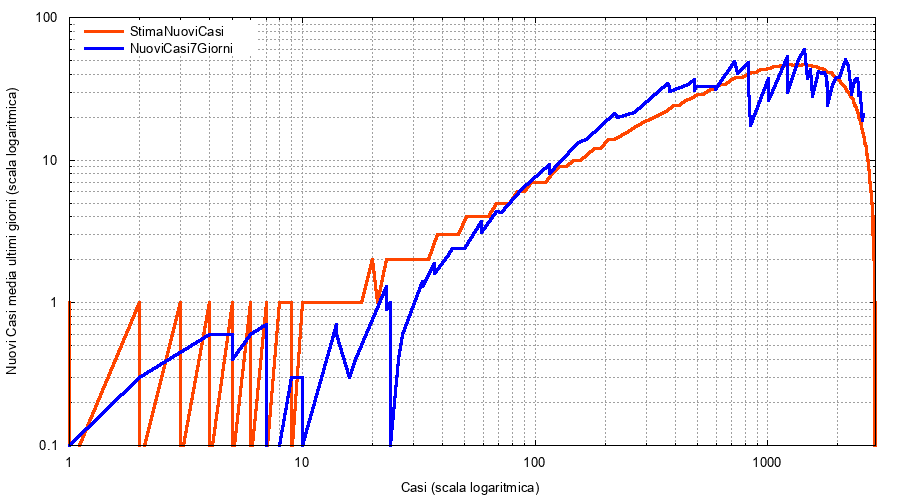 100
StimaNuoviCasi
NuoviCasi7Giorni
10
1
0.1
1
10
100
1000
Nuovi Casi media ultimi giorni (scala logaritmica)
Casi (scala logaritmica)